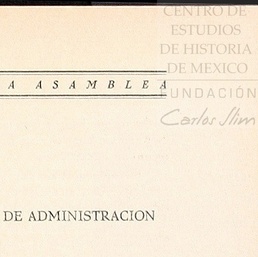 CENTRO DE
ESTUDIOS
DE HISTORIA
DE MEXICO
FUNDACIÓN
Carlos Slim
A ASAMBLEA
DE ADMINISTRACION